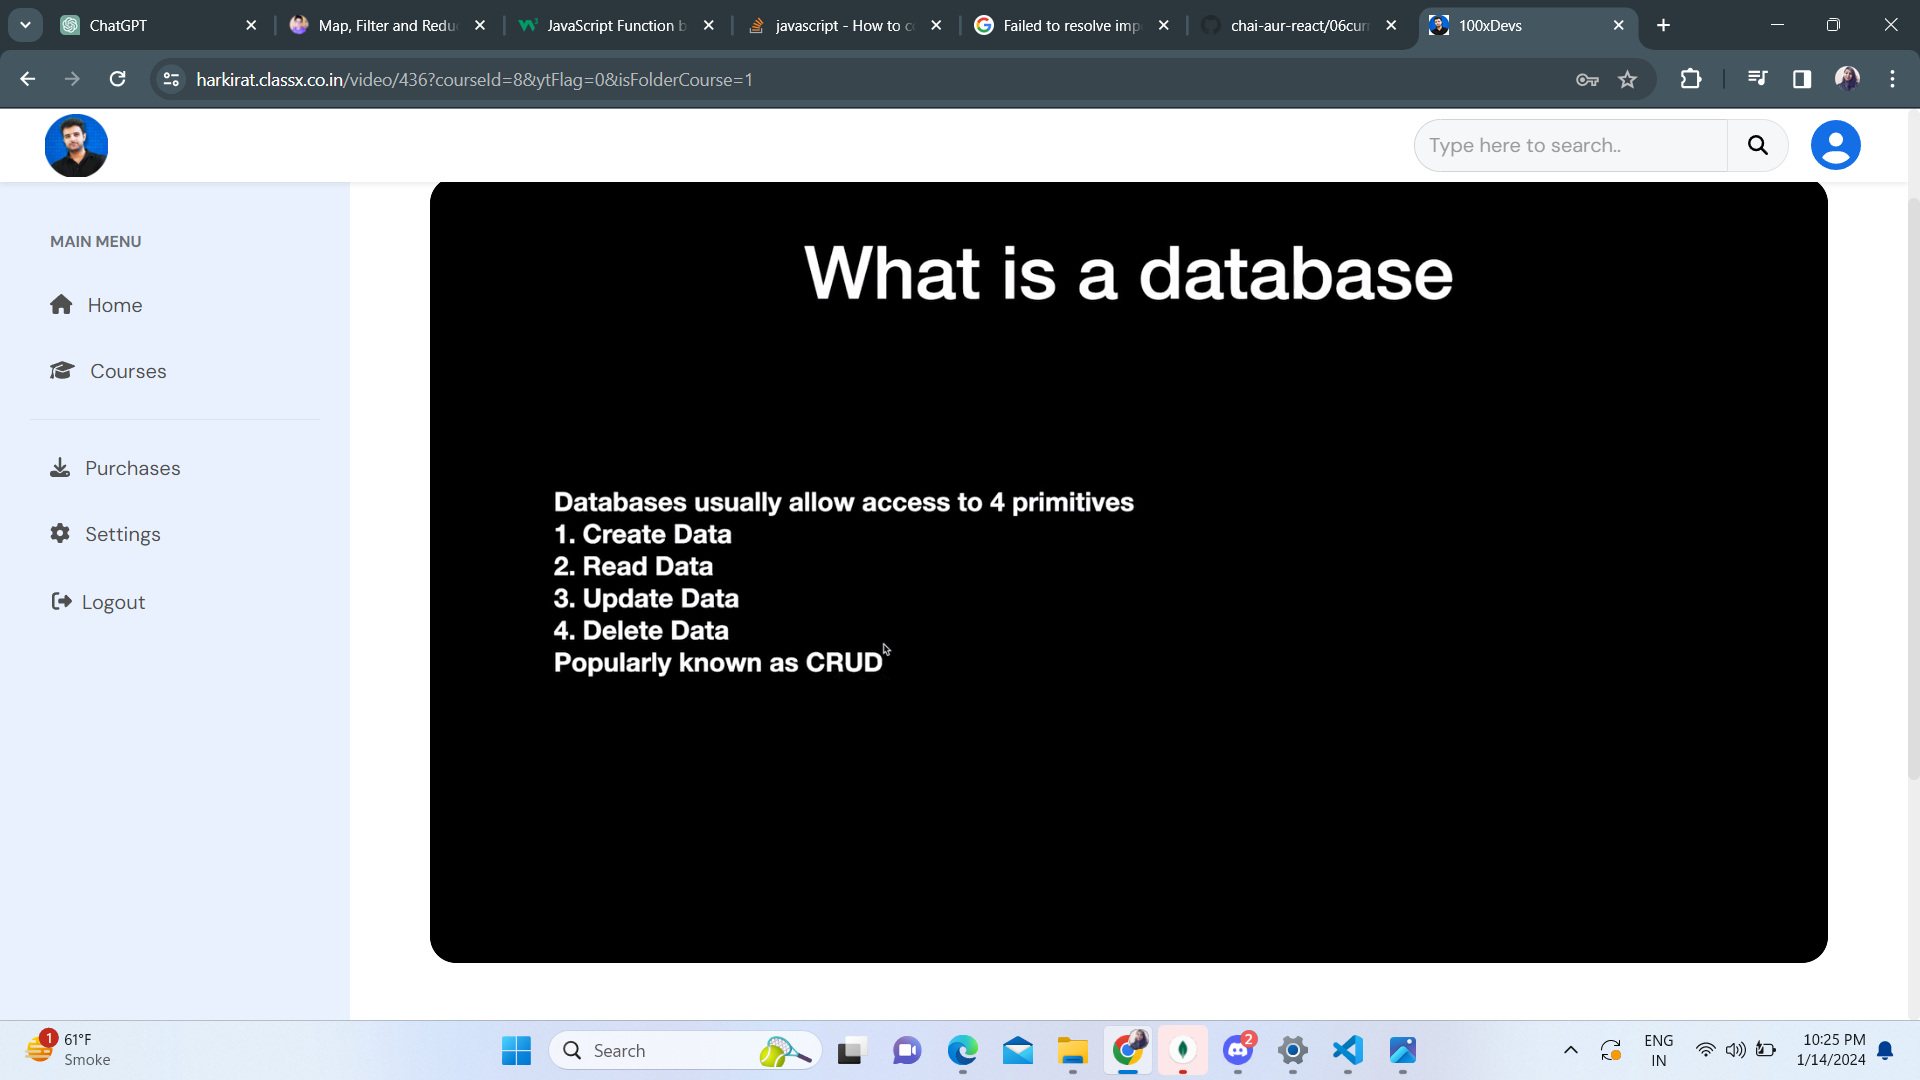 ChatGPT
Map, Filter and Redu
JavaScript Function b
javascript - How to c
Failed to resolve imp
chai-aur-react/06curr
100xDevs
harkirat.classx.co.in/video/436?courseId=8&ytFlag=0&isFolderCourse=1
Type here to search..
MAIN MENU
Home
Courses
Purchases
Settings
Logout
What is a database
Databases usually allow access to 4 primitives
1. Create Data
2. Read Data
3. Update Data
4. Delete Data
Popularly known as CRUD
1
61°F
Smoke
Search
2
ENG
IN
10:25 PM
1/14/2024